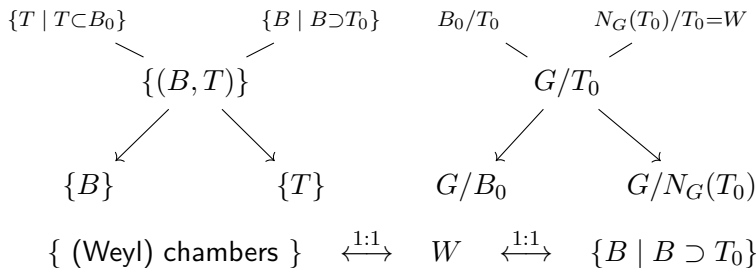 {T | T⊂B₀} {B | B⊃T₀} B₀/T₀ N_G(T₀)/T₀=W
{(B, T)} G/T₀
{B} {T} G/B₀ G/N_G(T₀)
{ (Weyl) chambers } ⟷ 1:1 W ⟷ 1:1 {B | B ⊃ T₀}